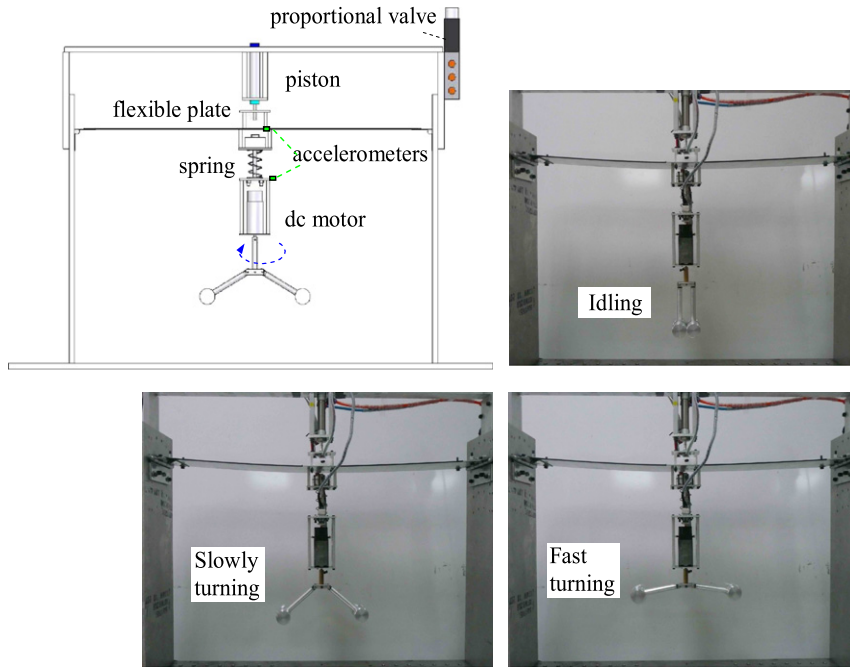 proportional valve
piston
flexible plate
accelerometers
spring
dc motor
Idling
Slowly
turning
Fast
turning